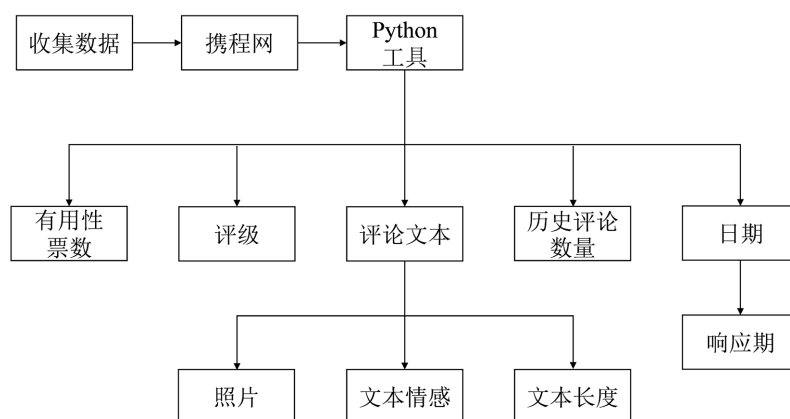 收集数据
携程网
Python
工具
有用性
票数
评级
评论文本
历史评论
数量
日期
响应期
照片
文本情感
文本长度